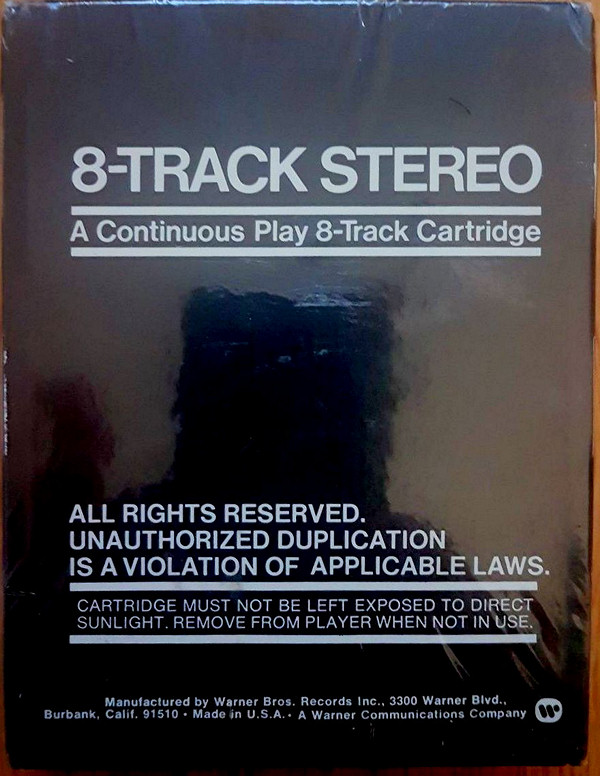 8-TRACK STEREO
A Continuous Play 8-Track Cartridge
ALL RIGHTS RESERVED.
UNAUTHORIZED DUPLICATION
IS A VIOLATION OF APPLICABLE LAWS.
CARTRIDGE MUST NOT BE LEFT EXPOSED TO DIRECT
SUNLIGHT. REMOVE FROM PLAYER WHEN NOT IN USE.
Manufactured by Warner Bros. Records Inc., 3300 Warner Blvd.,
Burbank, Calif. 91510 • Made in U.S.A. • A Warner Communications Company